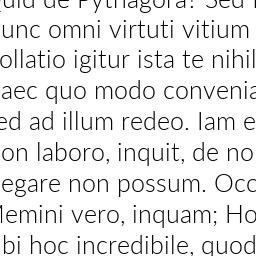 quid de Pythagora? Sed
unc omni virtuti vitium
ollatio igitur ista te nihil
aec quo modo convenia
ed ad illum redeo. Iam e
on laboro, inquit, de no
egare non possum. Occ
Memini vero, inquam; Ho
bi hoc incredibile, quod